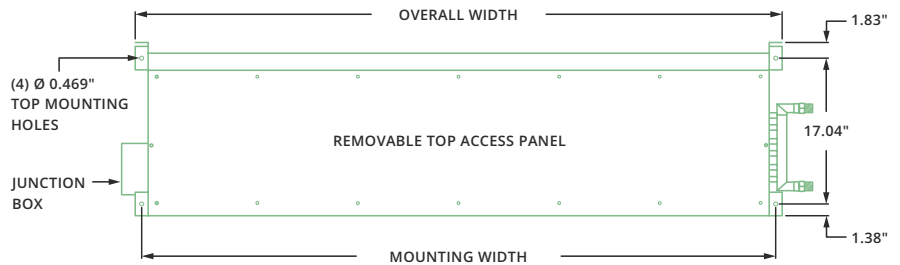 OVERALL WIDTH
1.83"
(4) Ø 0.469"
TOP MOUNTING
HOLES
REMOVABLE TOP ACCESS PANEL
17.04"
JUNCTION
BOX
1.38"
MOUNTING WIDTH